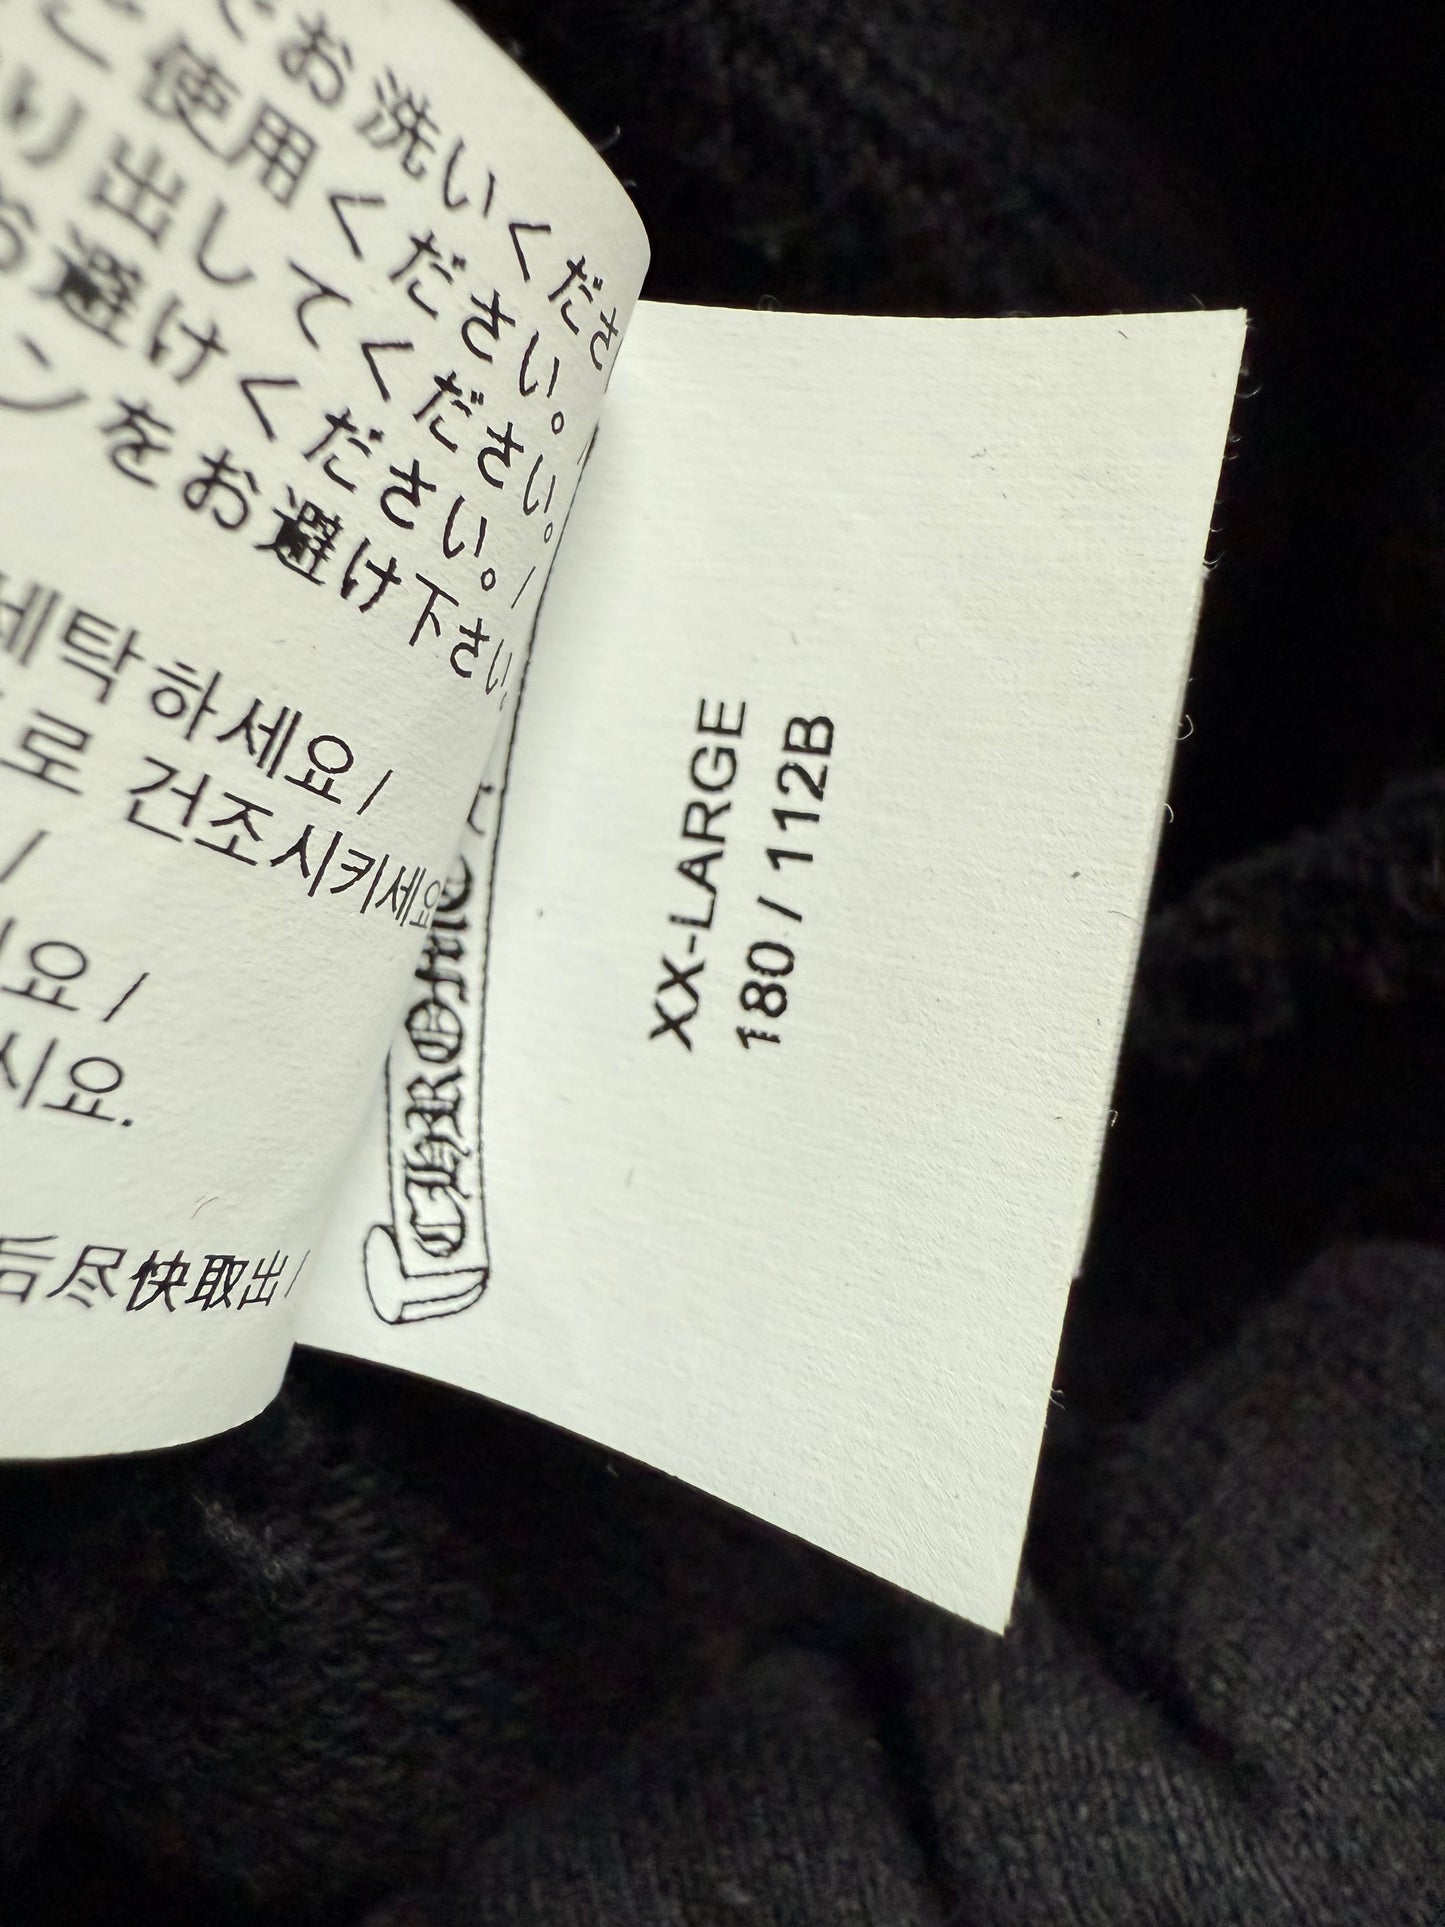 お洗いくださ
ご使用ください。
り出してください。/
お避けください。/
ンをお避け下さい
세탁하세요/
로 건조시키세요
/
요/
시요.
后尽快取出/
CHROME
XX-LARGE
180 / 112B